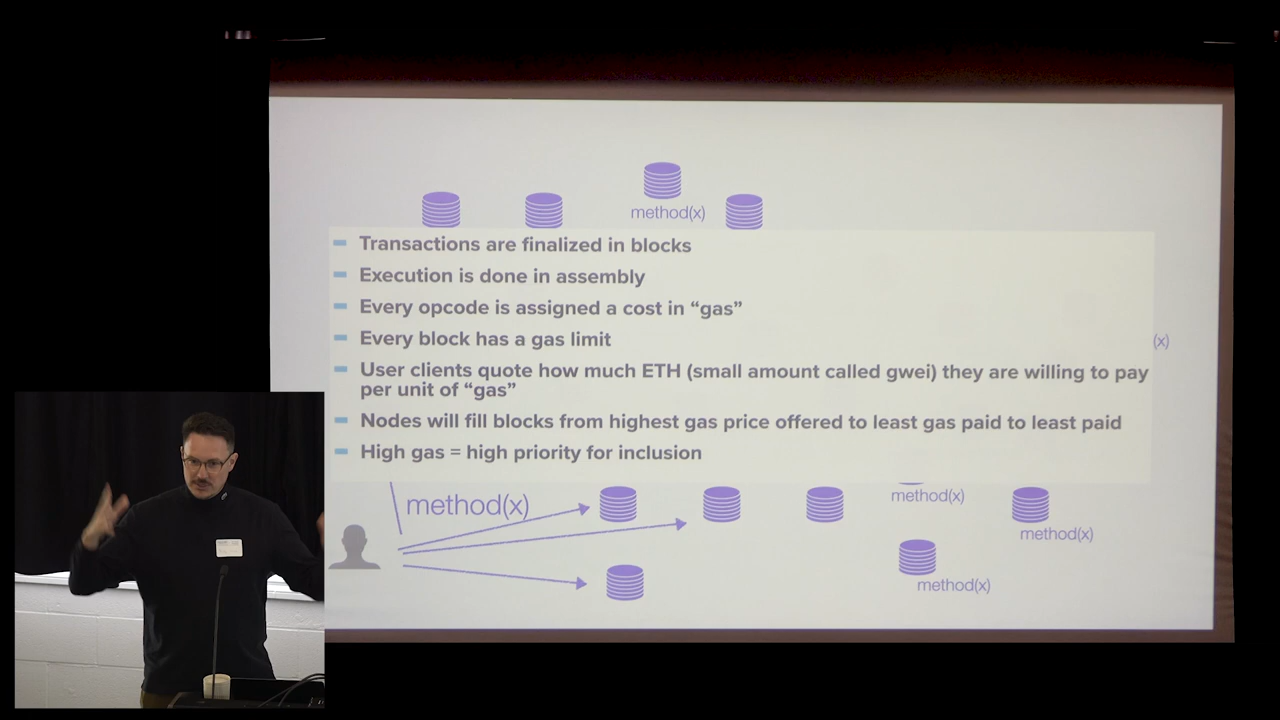 method(x)
Transactions are finalized in blocks
Execution is done in assembly
Every opcode is assigned a cost in “gas”
Every block has a gas limit
(x)
User clients quote how much ETH (small amount called gwei) they are willing to pay
per unit of “gas”
Nodes will fill blocks from highest gas price offered to least gas paid to least paid
High gas = high priority for inclusion
method(x)
method(x)
method(x)
method(x)